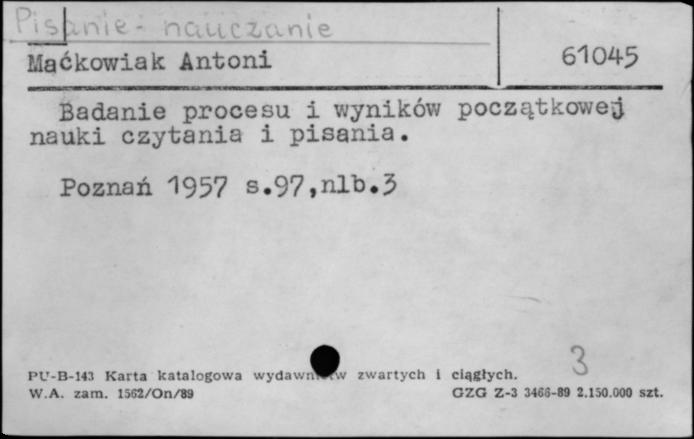 Pisanie - nauczanie
Maćkowiak Antoni 61045
Badanie procesu i wyników początkowej
nauki czytania i pisania.
Poznań 1957 s.97,nlb.3
3
PU-B-143 Karta katalogowa wydawnictw zwartych i ciągłych.
W.A. zam. 1562/On/89 GZG Z-3 3466-89 2.150.000 szt.